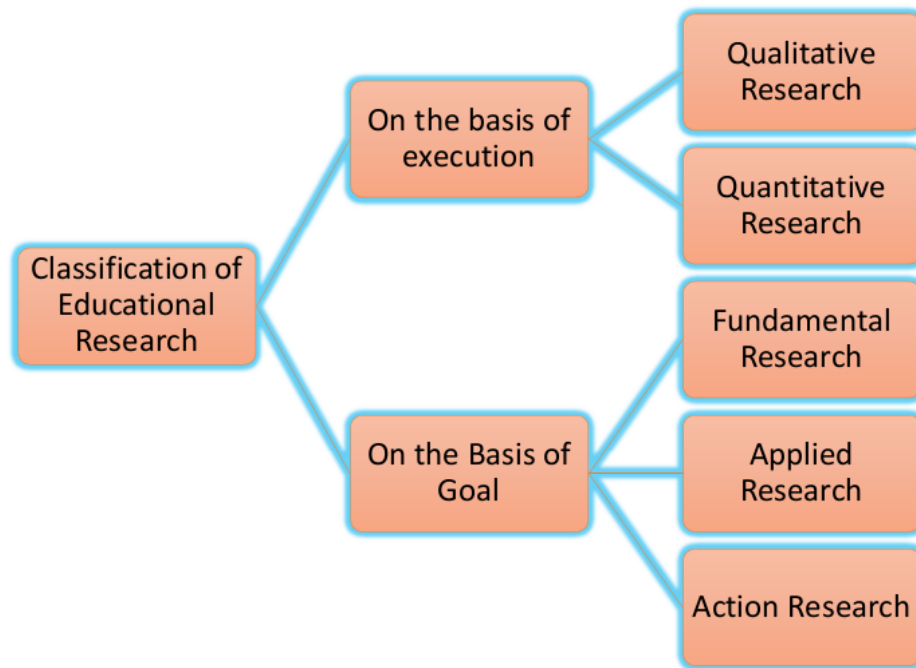 Classification of
Educational
Research
On the basis of
execution
Qualitative
Research
Quantitative
Research
On the Basis of
Goal
Fundamental
Research
Applied
Research
Action Research